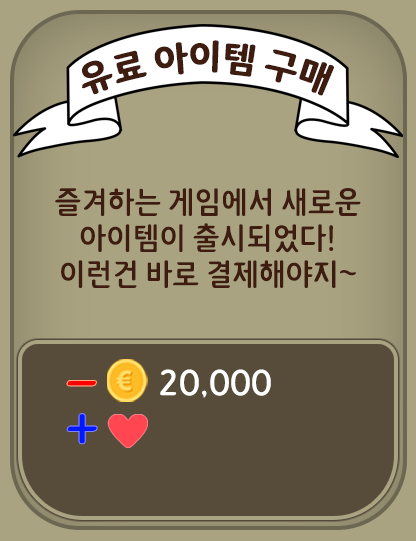 유료 아이템 구매
즐겨하는 게임에서 새로운
아이템이 출시되었다!
이런건 바로 결제해야지~
- € 20,000
+